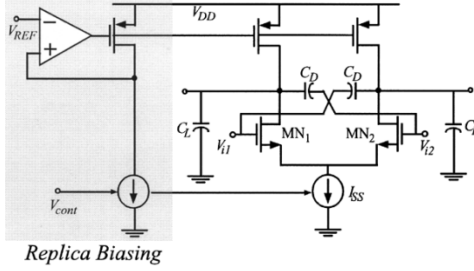 V_DD
V_REF
−
+
C_D C_D
C_L
MN_1 MN_2
V_i1 V_i2
V_cont
I_SS
Replica Biasing